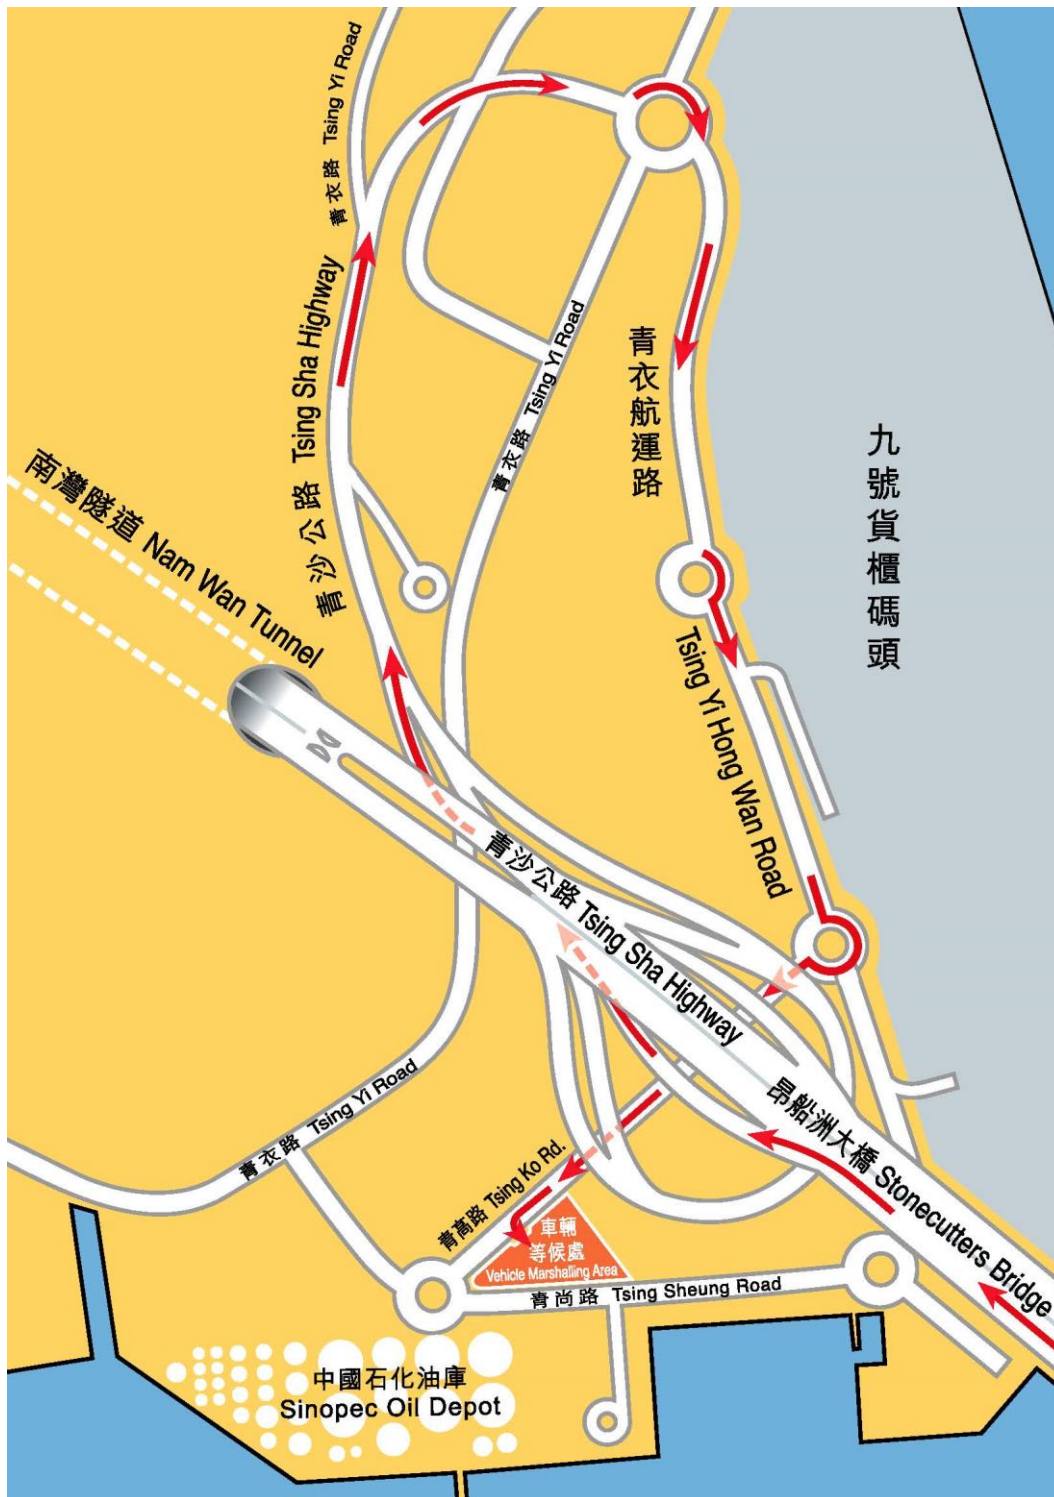 青衣路 Tsing Yi Road
青沙公路 Tsing Sha Highway
青衣路 Tsing Yi Road
青衣航運路
九號貨櫃碼頭
南灣隧道 Nam Wan Tunnel
Tsing Yi Hong Wan Road
青沙公路 Tsing Sha Highway
昂船洲大橋 Stonecutters Bridge
青衣路 Tsing Yi Road
青高路 Tsing Ko Rd.
車輛
等候處
Vehicle Marshalling Area
青尚路 Tsing Sheung Road
中國石化油庫
Sinopec Oil Depot